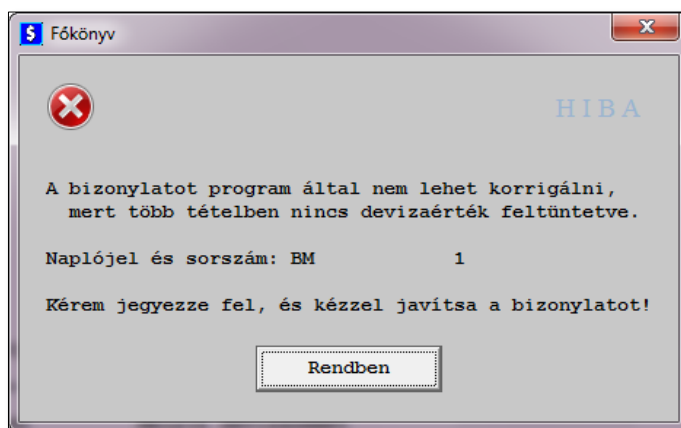 $ Főkönyv
HIBA
A bizonylatot program által nem lehet korrigálni,
mert több tételben nincs devizaérték feltüntetve.
Naplójel és sorszám: BM 1
Kérem jegyezze fel, és kézzel javítsa a bizonylatot!
Rendben